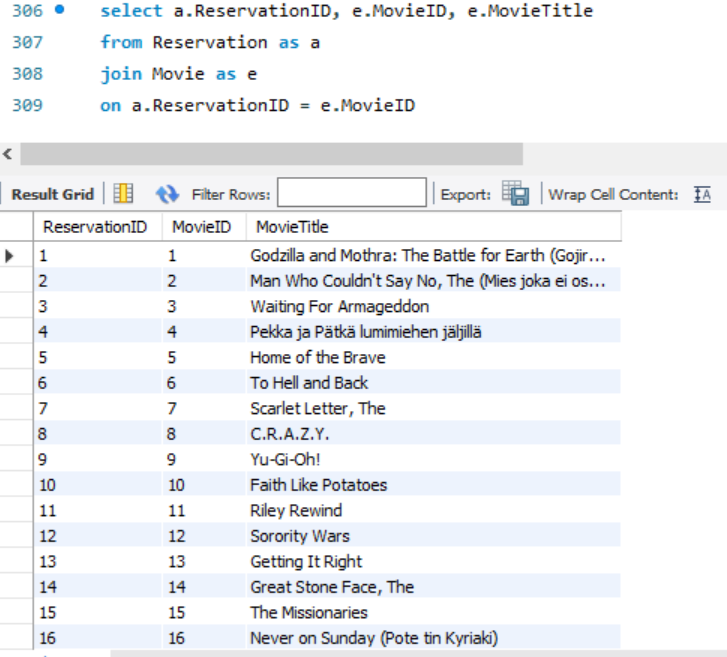 306 select a.ReservationID, e.MovieID, e.MovieTitle
307 from Reservation as a
308 join Movie as e
309 on a.ReservationID = e.MovieID
Result Grid Filter Rows: Export: Wrap Cell Content:
ReservationID MovieID MovieTitle
1 1 Godzilla and Mothra: The Battle for Earth (Gojir...
2 2 Man Who Couldn't Say No, The (Mies joka ei os...
3 3 Waiting For Armageddon
4 4 Pekka ja Pätkä lumimiehen jäljillä
5 5 Home of the Brave
6 6 To Hell and Back
7 7 Scarlet Letter, The
8 8 C.R.A.Z.Y.
9 9 Yu-Gi-Oh!
10 10 Faith Like Potatoes
11 11 Riley Rewind
12 12 Sorority Wars
13 13 Getting It Right
14 14 Great Stone Face, The
15 15 The Missionaries
16 16 Never on Sunday (Pote tin Kyriaki)